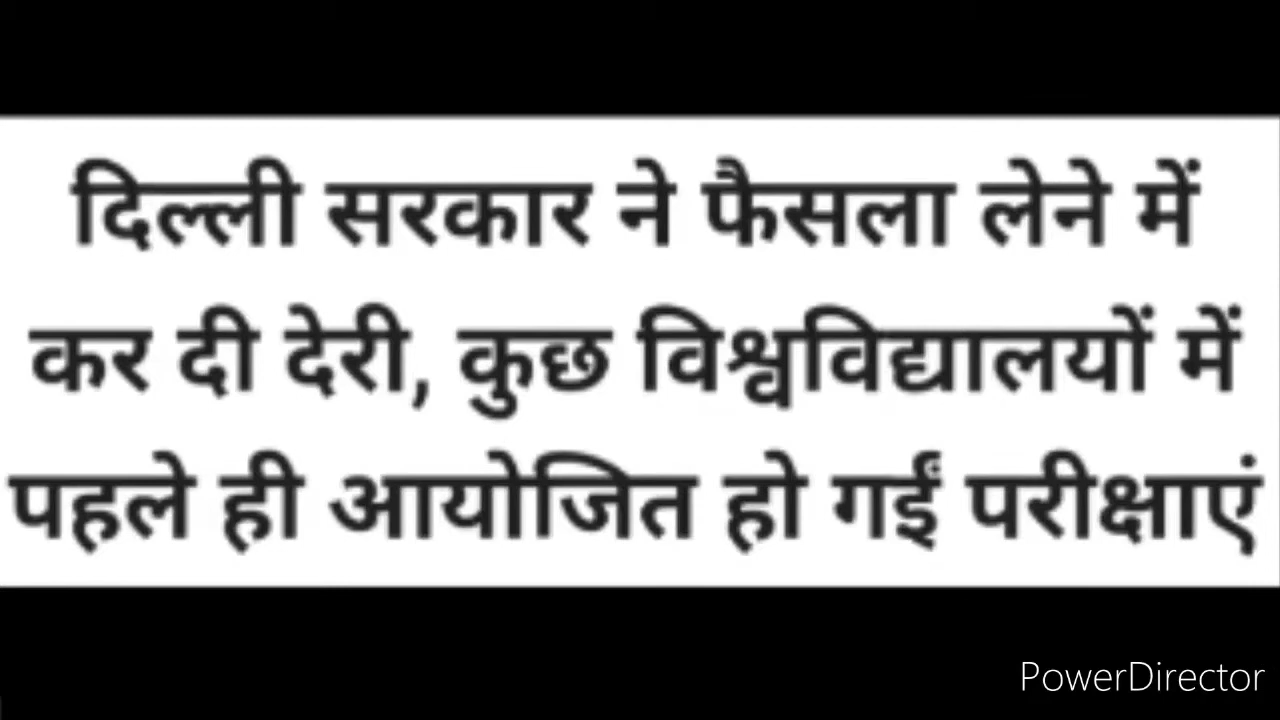 दिल्ली सरकार ने फैसला लेने में
कर दी देरी, कुछ विश्वविद्यालयों में
पहले ही आयोजित हो गईं परीक्षाएं
PowerDirector